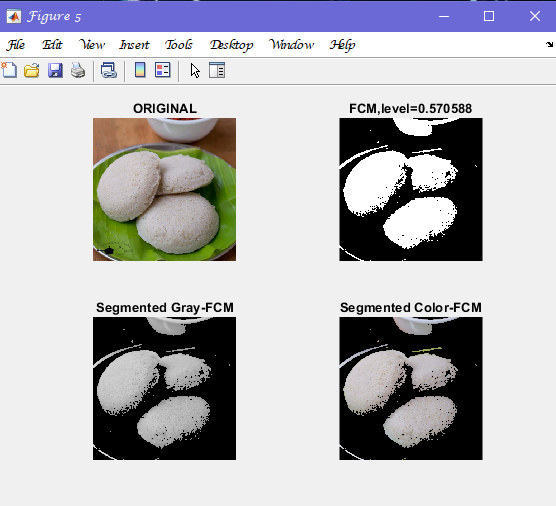 Figure 5
File Edit View Insert Tools Desktop Window Help
ORIGINAL
FCM,level=0.570588
Segmented Gray-FCM
Segmented Color-FCM